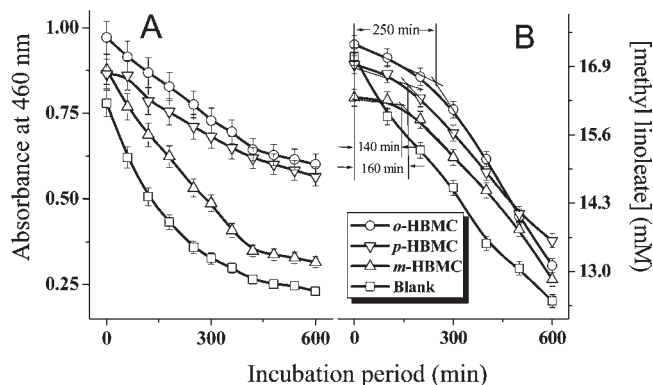 A
B
Absorbance at 460 nm
1.00
0.75
0.50
0.25
0
300
600
0
300
600
Incubation period (min)
250 min
140 min
160 min
o-HBMC
p-HBMC
m-HBMC
Blank
16.9
15.6
14.3
13.0
[methyl linoleate]
(mM)